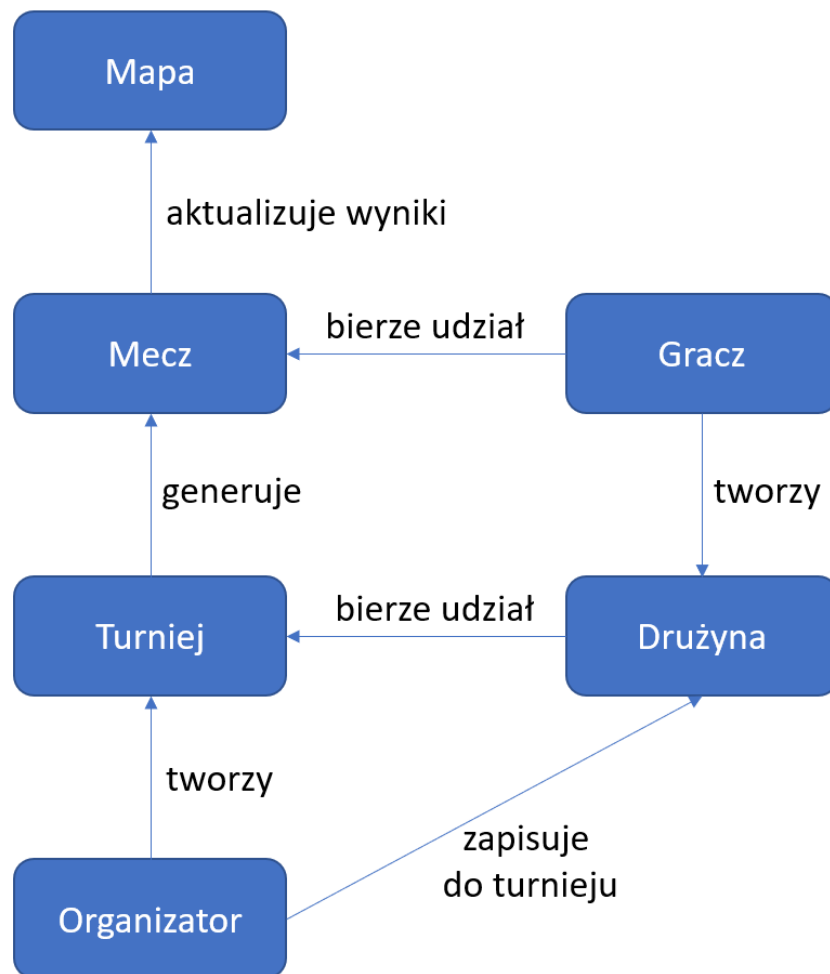 Mapa
aktualizuje wyniki
Mecz
bierze udział
Gracz
generuje
tworzy
Turniej
bierze udział
Drużyna
tworzy
zapisuje
do turnieju
Organizator